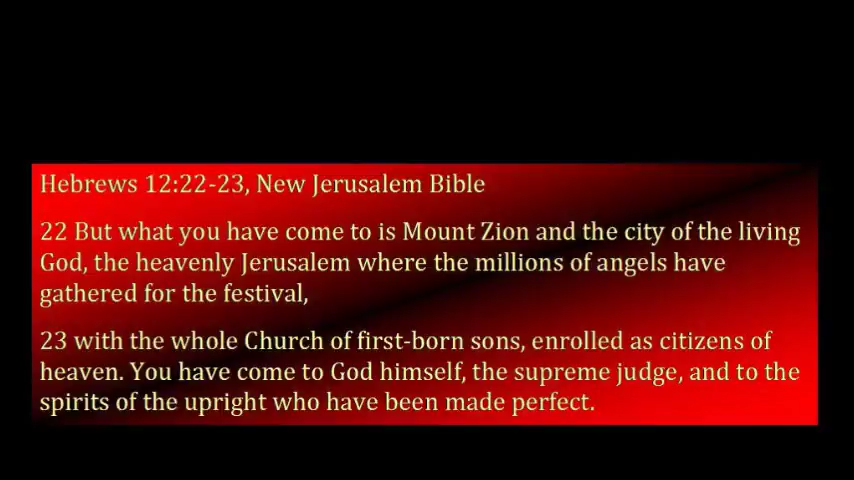 Hebrews 12:22-23, New Jerusalem Bible
22 But what you have come to is Mount Zion and the city of the living
God, the heavenly Jerusalem where the millions of angels have
gathered for the festival,
23 with the whole Church of first-born sons, enrolled as citizens of
heaven. You have come to God himself, the supreme judge, and to the
spirits of the upright who have been made perfect.